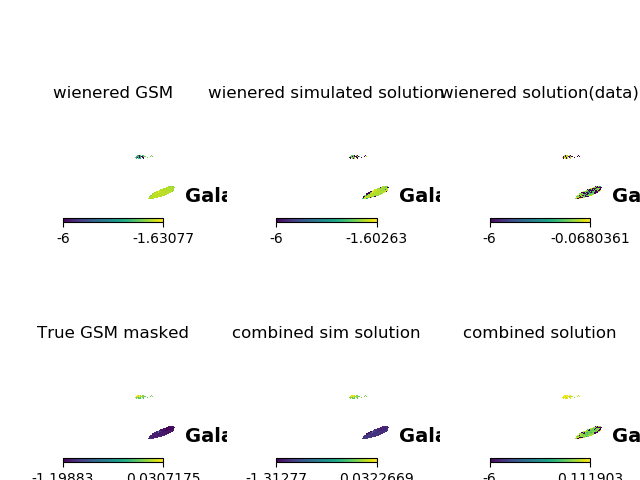 wienered GSM
wienered simulated solution
wienered solution(data)
Gala
Gala
Ga
-6 -1.63077
-6 -1.60263
-6 -0.0680361
True GSM masked
combined sim solution
combined solution
Gala
Gala
Ga
-1.19883 0.0307175
-1.31277 0.0322669
-6 0.111903